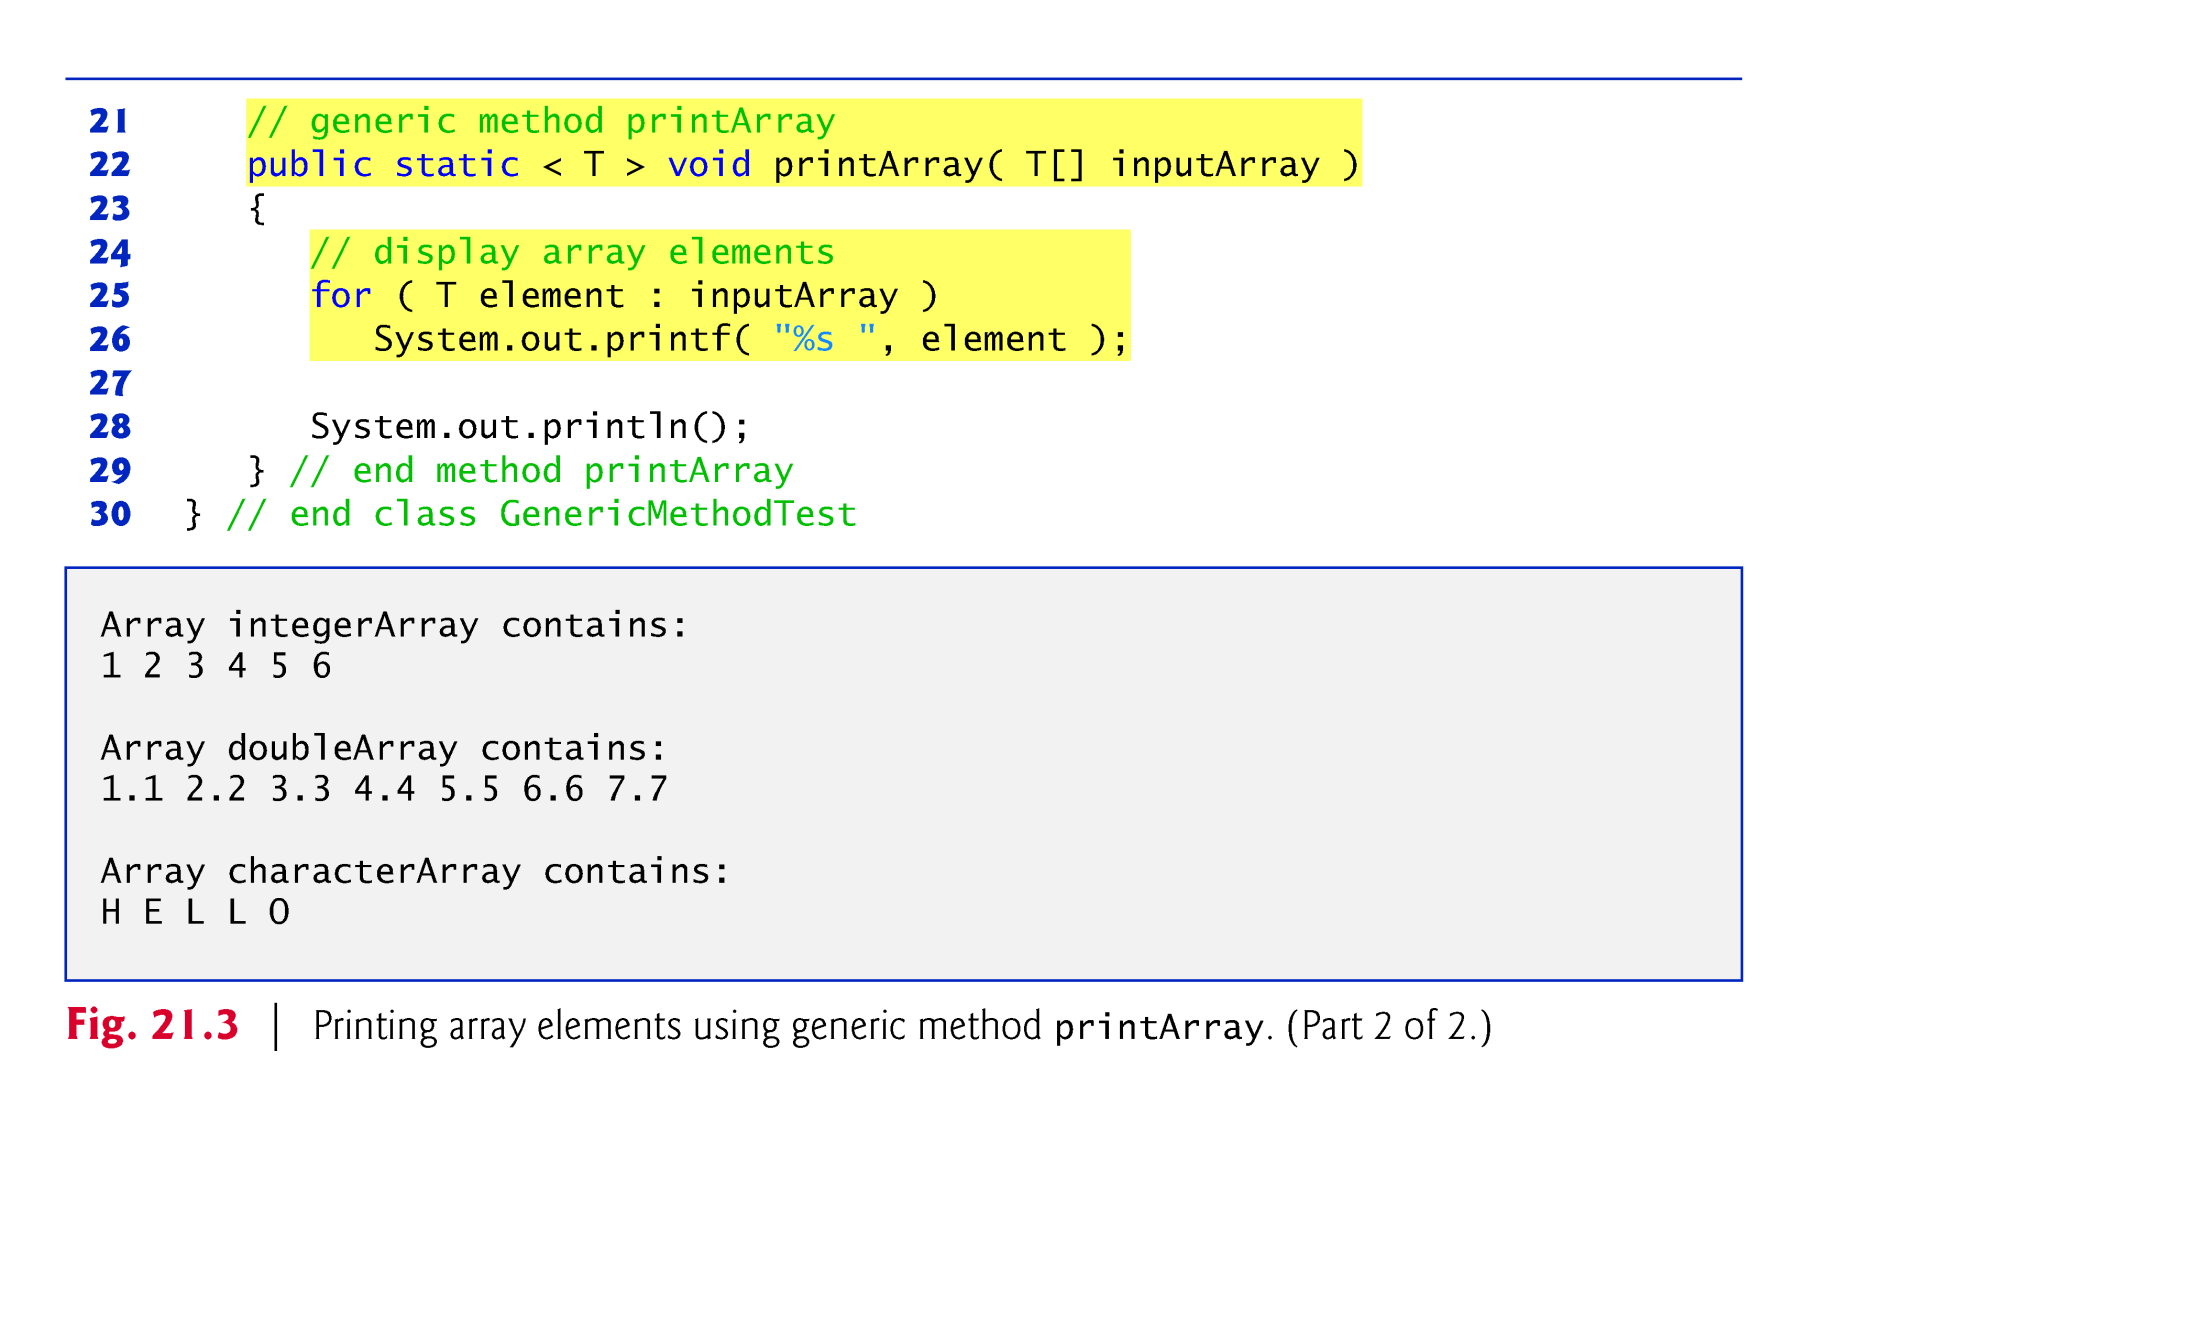 21 // generic method printArray
22 public static < T > void printArray( T[] inputArray )
23 {
24 // display array elements
25 for ( T element : inputArray )
26 System.out.printf( "%s ", element );
27
28 System.out.println();
29 } // end method printArray
30 } // end class GenericMethodTest
Array integerArray contains:
1 2 3 4 5 6
Array doubleArray contains:
1.1 2.2 3.3 4.4 5.5 6.6 7.7
Array characterArray contains:
H E L L O
Fig. 21.3 | Printing array elements using generic method printArray. (Part 2 of 2.)